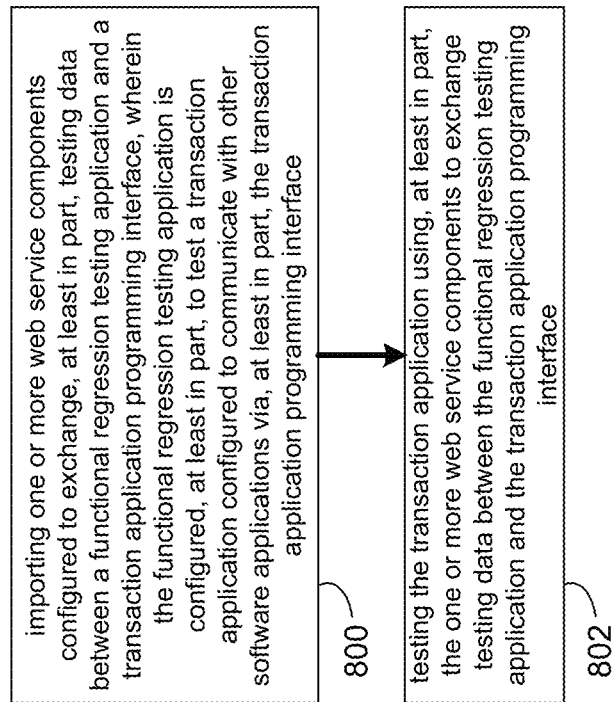 importing one or more web service components
configured to exchange, at least in part, testing data
between a functional regression testing application and a
transaction application programming interface, wherein
the functional regression testing application is
configured, at least in part, to test a transaction
application configured to communicate with other
software applications via, at least in part, the transaction
application programming interface
800
testing the transaction application using, at least in part,
the one or more web service components to exchange
testing data between the functional regression testing
application and the transaction application programming
interface
802